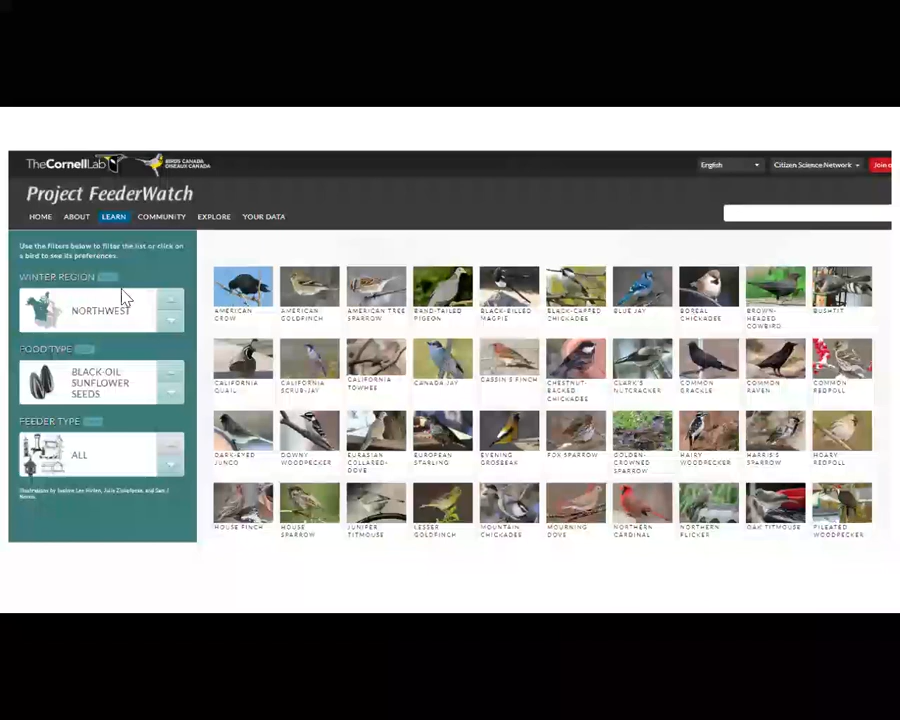 TheCornellLab
BIRDS CANADA
OISEAUX CANADA
English
Citizen Science Network
Join o
Project FeederWatch
HOME ABOUT LEARN COMMUNITY EXPLORE YOUR DATA
Use the filters below to filter the list or click on
a bird to see its preferences.
WINTER REGION
NORTHWEST
FOOD TYPE
BLACK-OIL
SUNFLOWER
SEEDS
FEEDER TYPE
ALL
AMERICAN
CROW
AMERICAN
GOLDFINCH
AMERICAN TREE
SPARROW
BAND-TAILED
PIGEON
BLACK-BILLED
MAGPIE
BLACK-CAPPED
CHICKADEE
BLUE JAY
BOREAL
CHICKADEE
BROWN-
HEADED
COWBIRD
BUSHTIT
CALIFORNIA
QUAIL
CALIFORNIA
SCRUB-JAY
CALIFORNIA
TOWHEE
CANADA JAY
CASSIN'S FINCH
CHESTNUT-
BACKED
CHICKADEE
CLARK'S
NUTCRACKER
COMMON
GRACKLE
COMMON
RAVEN
COMMON
REDPOLL
DARK-EYED
JUNCO
DOWNY
WOODPECKER
EURASIAN
COLLARED-
DOVE
EUROPEAN
STARLING
EVENING
GROSBEAK
FOX SPARROW
GOLDEN-
CROWNED
SPARROW
HAIRY
WOODPECKER
HARRIS'S
SPARROW
HOARY
REDPOLL
HOUSE FINCH
HOUSE
SPARROW
JUNIPER
TITMOUSE
LESSER
GOLDFINCH
MOUNTAIN
CHICKADEE
MOURNING
DOVE
NORTHERN
CARDINAL
NORTHERN
FLICKER
OAK TITMOUSE
PILEATED
WOODPECKER